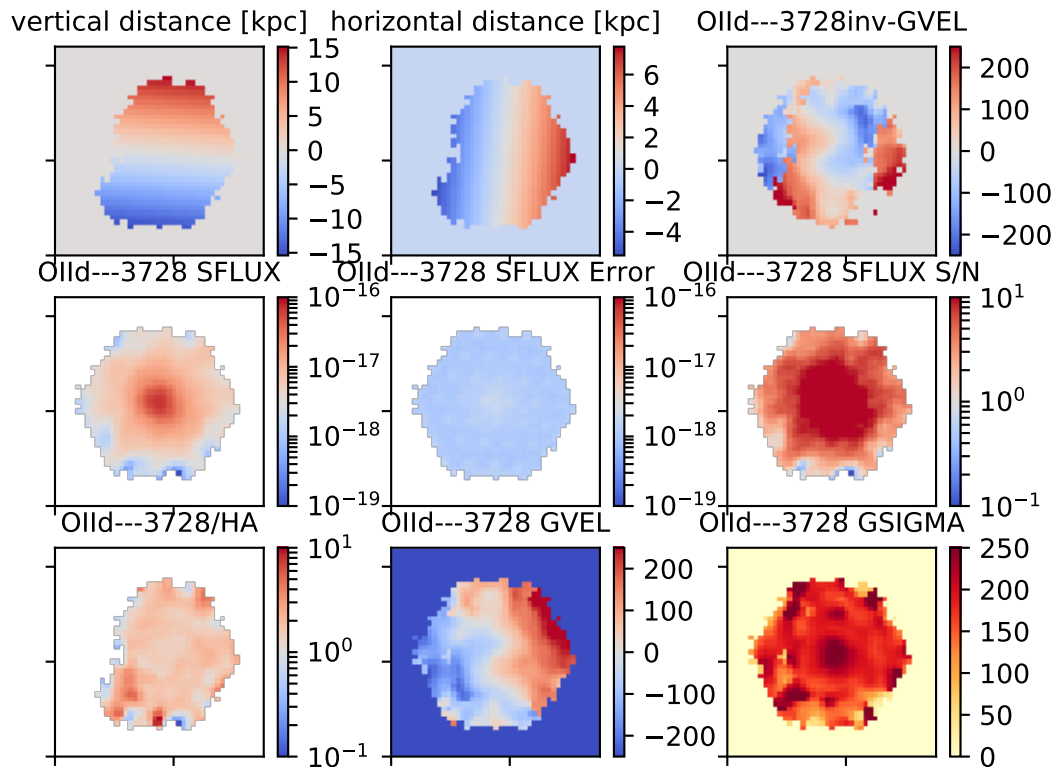 vertical distance [kpc] horizontal distance [kpc] OIId---3728inv-GVEL
15 10 5 0 −5 −10 −15
6 4 2 0 −2 −4
200 100 0 −100 −200
OIId---3728 SFLUX OIId---3728 SFLUX Error OIId---3728 SFLUX S/N
10−16 10−17 10−18 10−19
10−16 10−17 10−18 10−19
10^1 10^0 10−1
OIId---3728/HA OIId---3728 GVEL OIId---3728 GSIGMA
10^1 10^0 10−1
200 100 0 −100 −200
250 200 150 100 50 0